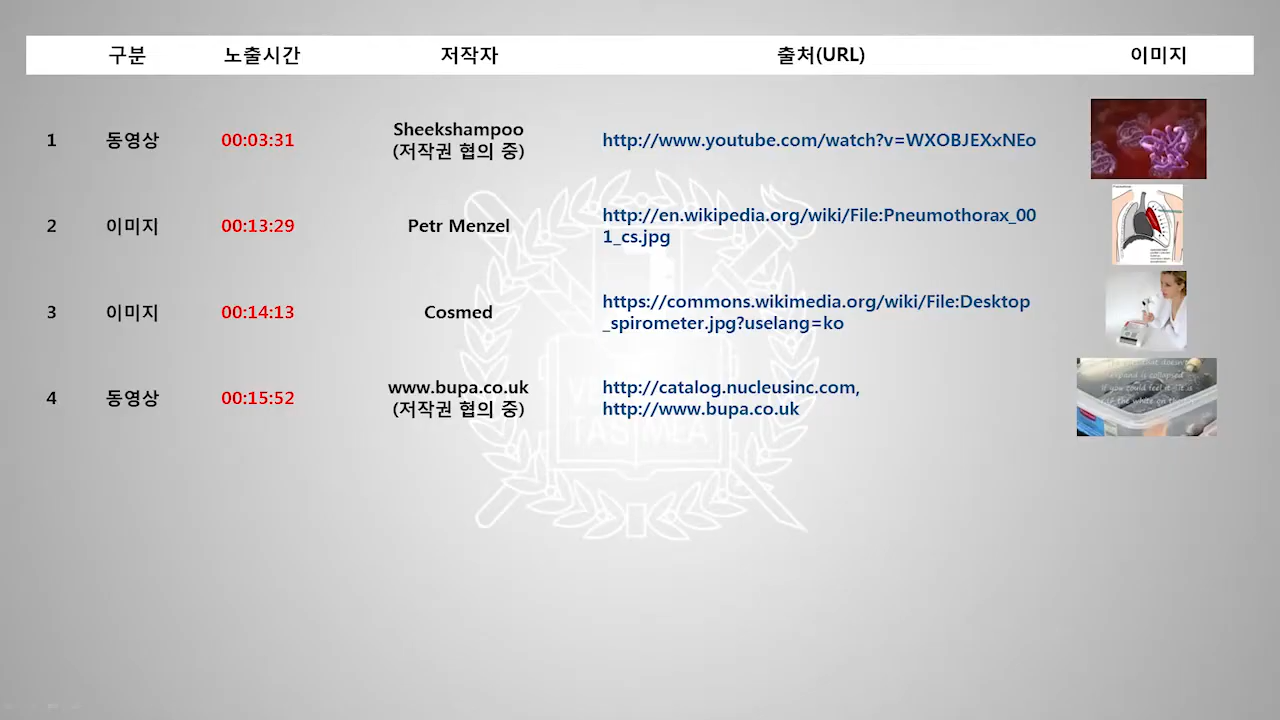 구분 노출시간 저작자 출처(URL) 이미지
1 동영상 00:03:31 Sheekshampoo (저작권 협의 중) http://www.youtube.com/watch?v=WXOBJEXxNEo
2 이미지 00:13:29 Petr Menzel http://en.wikipedia.org/wiki/File:Pneumothorax_00
1_cs.jpg
3 이미지 00:14:13 Cosmed https://commons.wikimedia.org/wiki/File:Desktop
_spirometer.jpg?uselang=ko
4 동영상 00:15:52 www.bupa.co.uk (저작권 협의 중) http://catalog.nucleusinc.com,
http://www.bupa.co.uk